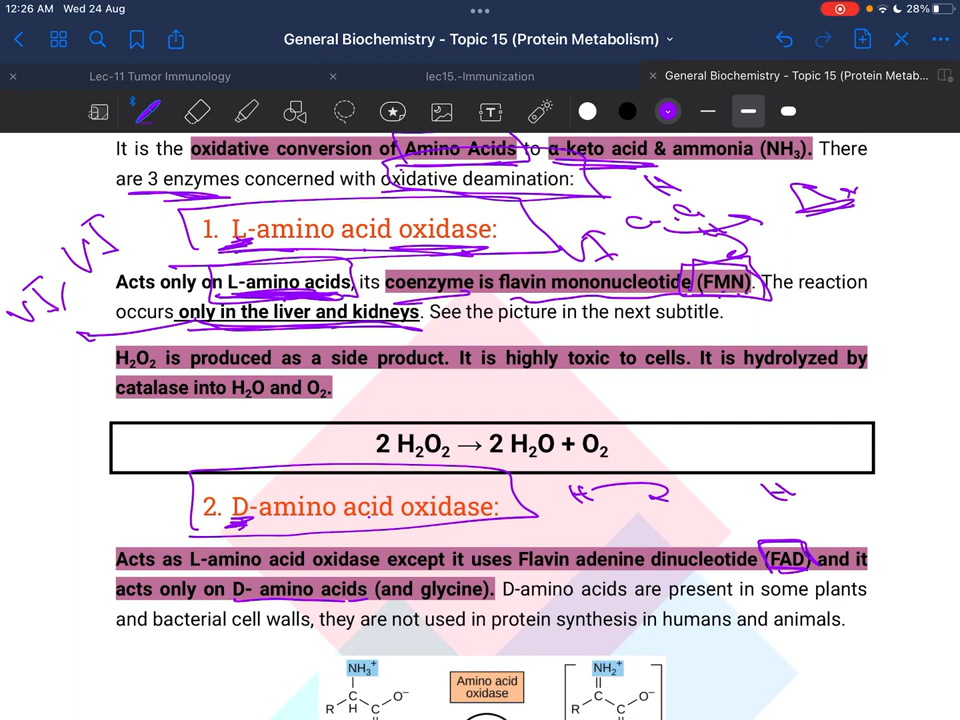 12:26 AM Wed 24 Aug
28%
General Biochemistry - Topic 15 (Protein Metabolism)
Lec-11 Tumor Immunology
lec15.-Immunization
General Biochemistry - Topic 15 (Protein Metab...
It is the oxidative conversion of Amino Acids to α-keto acid & ammonia (NH₃). There
are 3 enzymes concerned with oxidative deamination:
1. L-amino acid oxidase:
Acts only on L-amino acids, its coenzyme is flavin mononucleotide (FMN). The reaction
occurs only in the liver and kidneys. See the picture in the next subtitle.
H₂O₂ is produced as a side product. It is highly toxic to cells. It is hydrolyzed by
catalase into H₂O and O₂.
2 H₂O₂ → 2 H₂O + O₂
2. D-amino acid oxidase:
Acts as L-amino acid oxidase except it uses Flavin adenine dinucleotide (FAD) and it
acts only on D- amino acids (and glycine). D-amino acids are present in some plants
and bacterial cell walls, they are not used in protein synthesis in humans and animals.
NH₃⁺
C
O⁻
R H C
Amino acid
oxidase
NH₂⁺
C
O⁻
R C